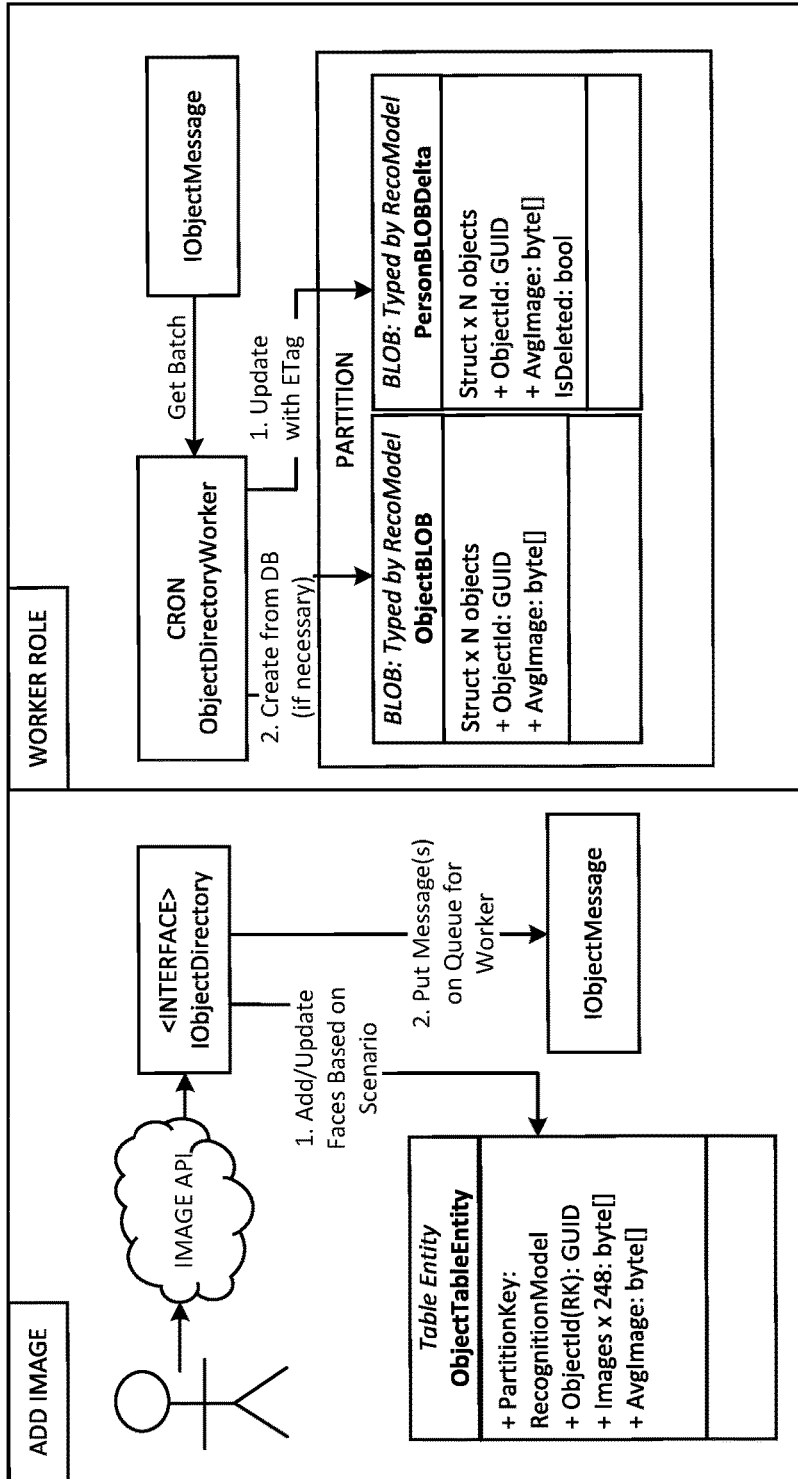 ADD IMAGE
IMAGE API
<INTERFACE>
IObjectDirectory
1. Add/Update
Faces Based on
Scenario
2. Put Message(s)
on Queue for
Worker
Table Entity
ObjectTableEntity
+ PartitionKey:
RecognitionModel
+ ObjectId(RK): GUID
+ Images x 248: byte[]
+ AvgImage: byte[]
IObjectMessage
WORKER ROLE
CRON
ObjectDirectoryWorker
Get Batch
IObjectMessage
2. Create from DB
(if necessary)
1. Update
with ETag
PARTITION
BLOB: Typed by RecoModel
ObjectBLOB
Struct x N objects
+ ObjectId: GUID
+ AvgImage: byte[]
BLOB: Typed by RecoModel
PersonBLOBDelta
Struct x N objects
+ ObjectId: GUID
+ AvgImage: byte[]
IsDeleted: bool